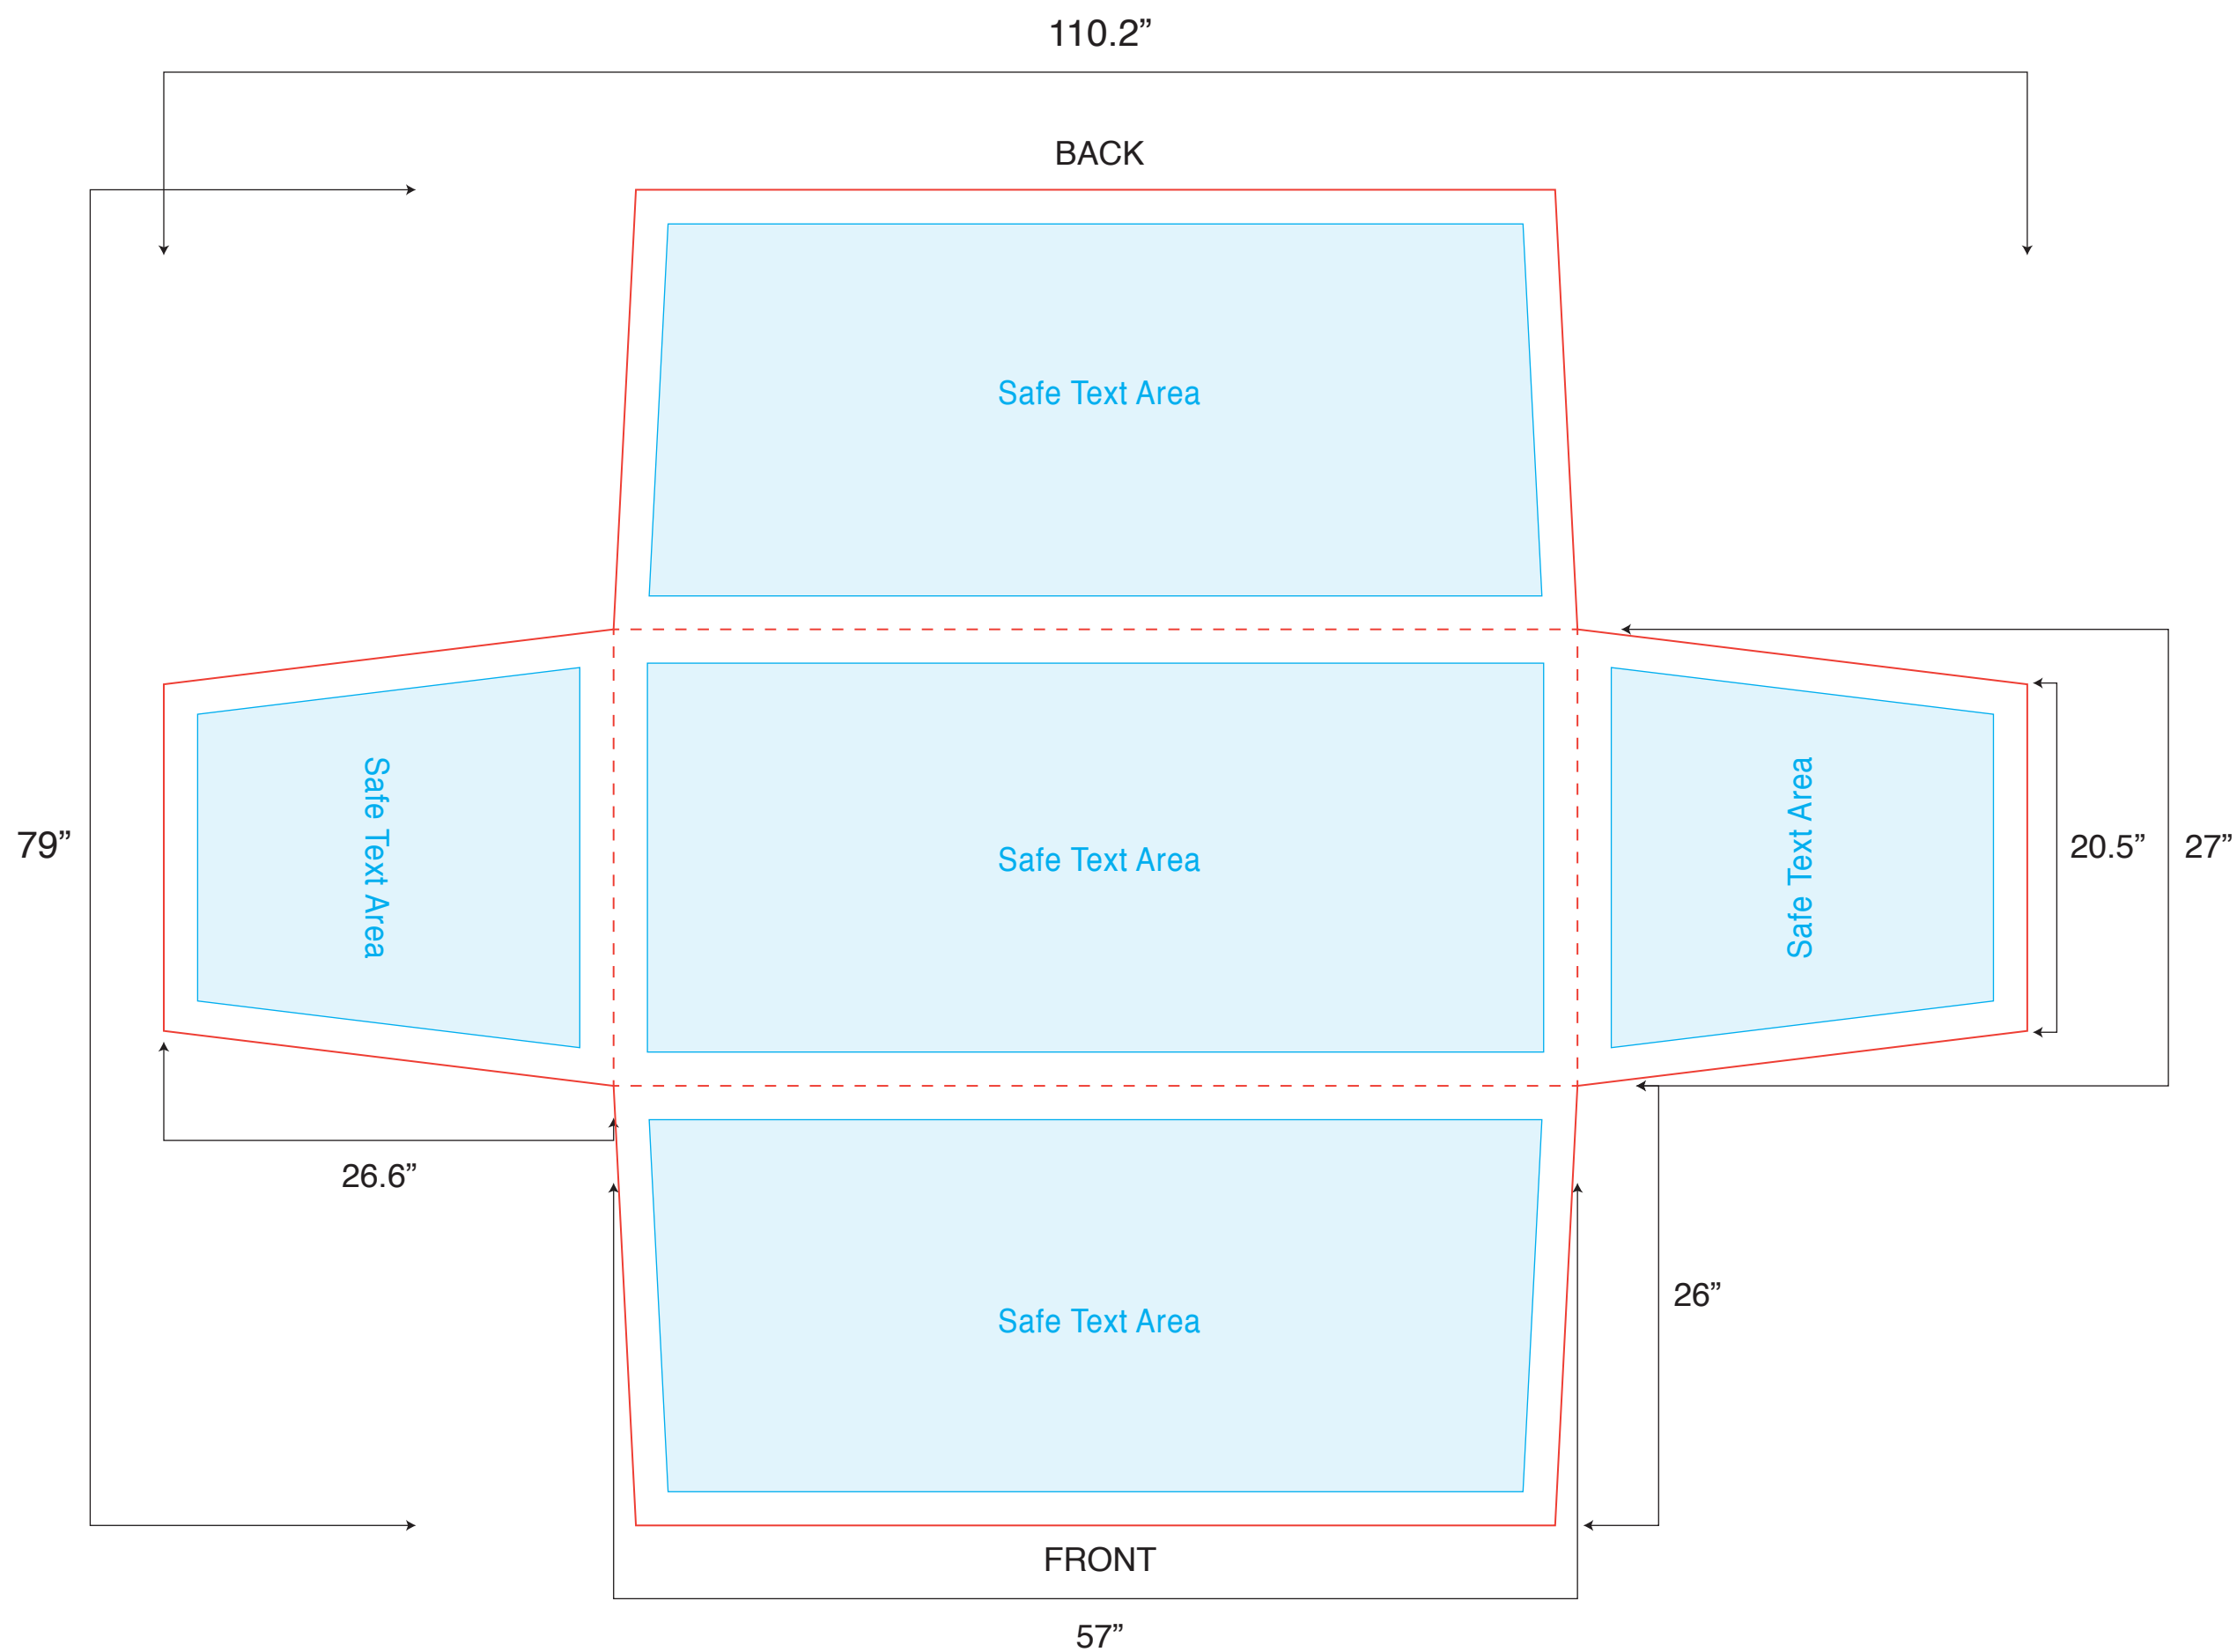 110.2”
BACK
Safe Text Area
79”
Safe Text Area
Safe Text Area
Safe Text Area
20.5”
27”
26.6”
26”
Safe Text Area
FRONT
57”